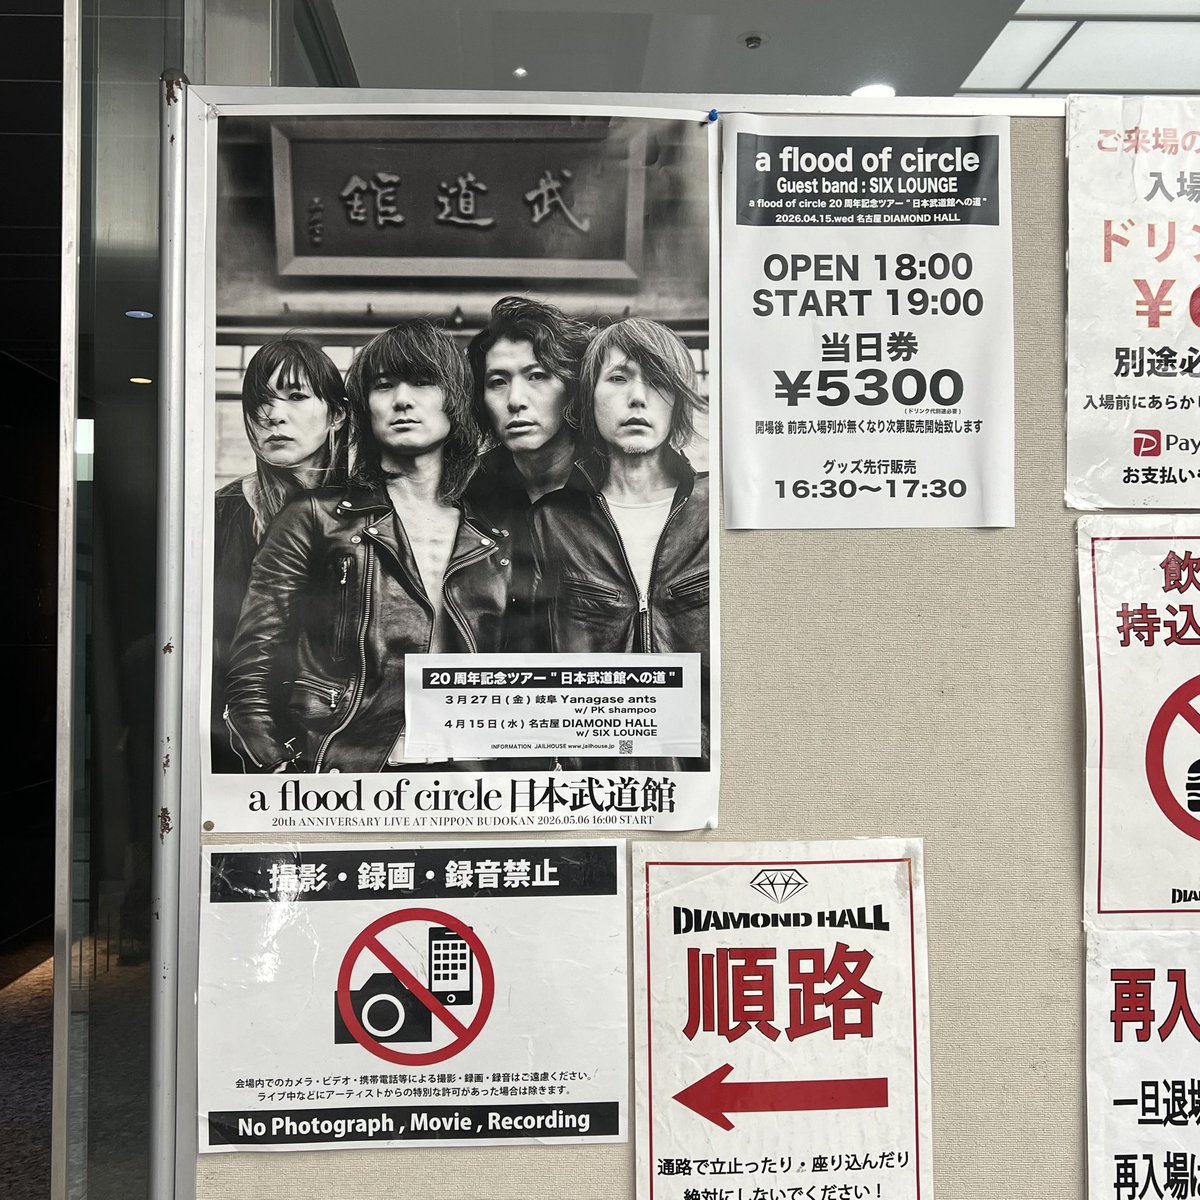 武道館
a flood of circle
Guest band : SIX LOUNGE
a flood of circle 20周年記念ツアー"日本武道館への道"
2026.04.15.wed 名古屋DIAMOND HALL
OPEN 18:00
START 19:00
当日券
¥5300
(ドリンク代別途必要)
開場後 前売入場列が無くなり次第販売開始致します
グッズ先行販売
16:30〜17:30
20周年記念ツアー"日本武道館への道"
3月27日(金) 岐阜 Yanagase ants
w/ PK shampoo
4月15日(水) 名古屋 DIAMOND HALL
w/ SIX LOUNGE
INFORMATION JAILHOUSE www.jailhouse.jp
a flood of circle 日本武道館
20th ANNIVERSARY LIVE AT NIPPON BUDOKAN 2026.05.06 16:00 START
ご来場の
入場
ドリン
¥
別途必
入場前にあらか
Pay
お支払い
飲
持込
DIA
撮影・録画・録音禁止
会場内でのカメラ・ビデオ・携帯電話等による撮影・録画・録音はご遠慮ください。
ライブ中などにアーティストからの特別な許可があった場合は除きます。
No Photograph , Movie , Recording
DIAMOND HALL
順路
通路で立止ったり・座り込んだり
絶対にしないでください!
再入
一旦退場
再入場は